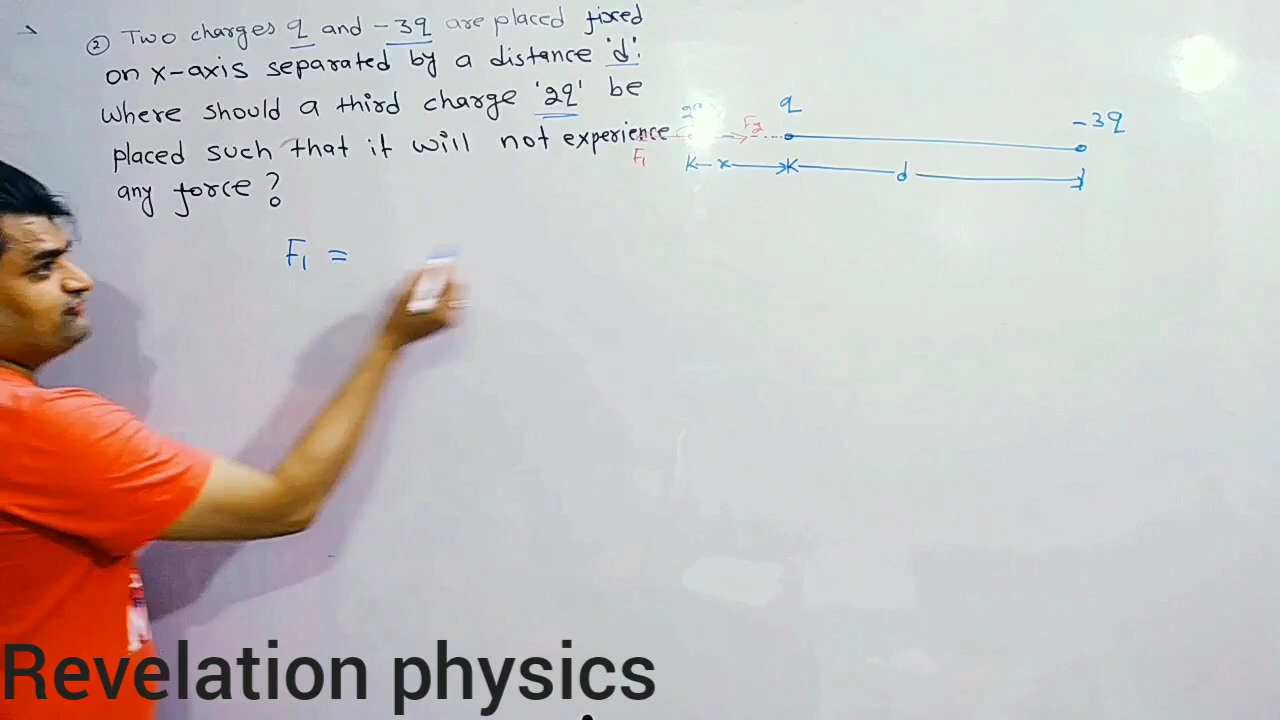 ② Two charges q and -3q are placed fixed
on x-axis separated by a distance 'd'.
Where should a third charge '2q' be
placed such that it will not experience
any force?
q
-3q
F2
F1
x
d
F1 =
Revelation physics